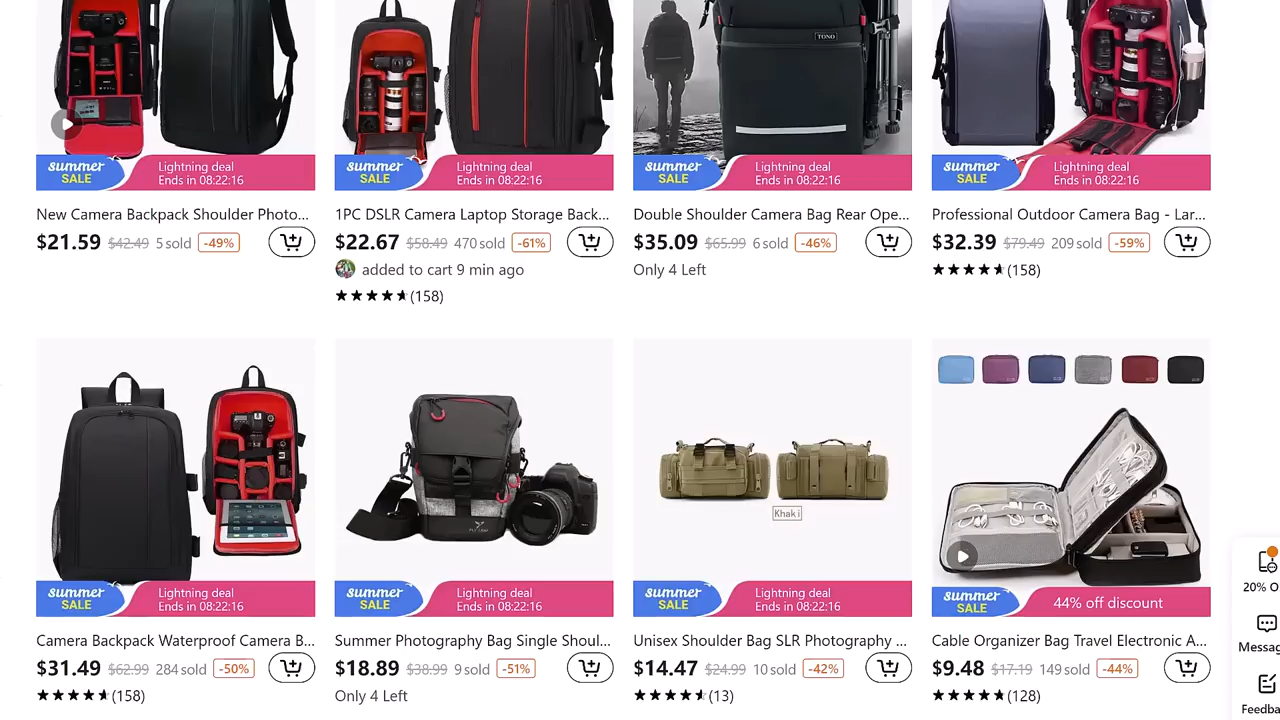 TONO
summer
SALE
Lightning deal
Ends in 08:22:16
summer
SALE
Lightning deal
Ends in 08:22:16
summer
SALE
Lightning deal
Ends in 08:22:16
summer
SALE
Lightning deal
Ends in 08:22:16
New Camera Backpack Shoulder Photo...
$21.59 $42.49 5 sold -49%
1PC DSLR Camera Laptop Storage Back...
$22.67 $58.49 470 sold -61%
added to cart 9 min ago
(158)
Double Shoulder Camera Bag Rear Ope...
$35.09 $65.99 6 sold -46%
Only 4 Left
Professional Outdoor Camera Bag - Lar...
$32.39 $79.49 209 sold -59%
(158)
FLY LEAF
Khaki
summer
SALE
Lightning deal
Ends in 08:22:16
summer
SALE
Lightning deal
Ends in 08:22:16
summer
SALE
Lightning deal
Ends in 08:22:16
summer
SALE
44% off discount
Camera Backpack Waterproof Camera B...
$31.49 $62.99 284 sold -50%
(158)
Summer Photography Bag Single Shoul...
$18.89 $38.99 9 sold -51%
Only 4 Left
Unisex Shoulder Bag SLR Photography ...
$14.47 $24.99 10 sold -42%
(13)
Cable Organizer Bag Travel Electronic A...
$9.48 $17.19 149 sold -44%
(128)
20% O
Messag
Feedba